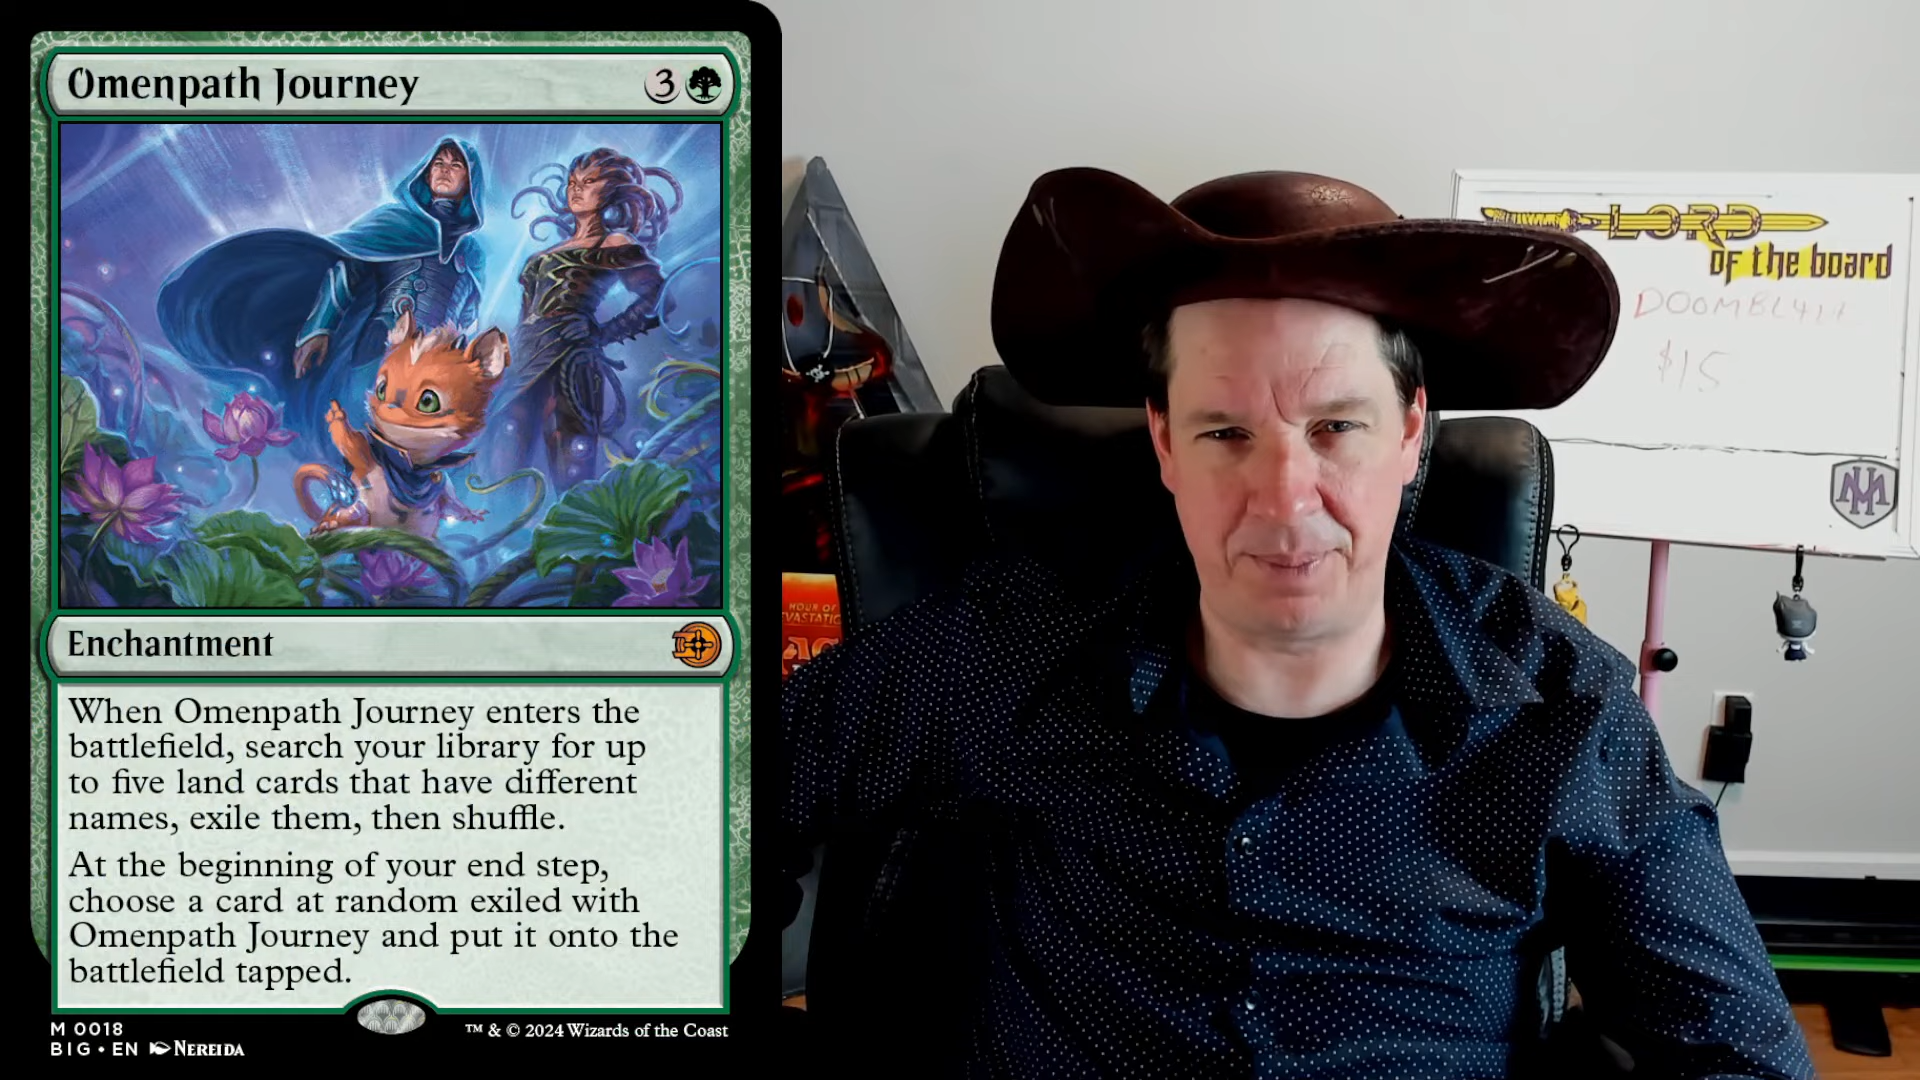 Omenpath Journey
3
Enchantment
When Omenpath Journey enters the
battlefield, search your library for up
to five land cards that have different
names, exile them, then shuffle.
At the beginning of your end step,
choose a card at random exiled with
Omenpath Journey and put it onto the
battlefield tapped.
M 0018
BIG • EN NEREIDA
™ & © 2024 Wizards of the Coast
LORD
of the board
$15
HOUR OF